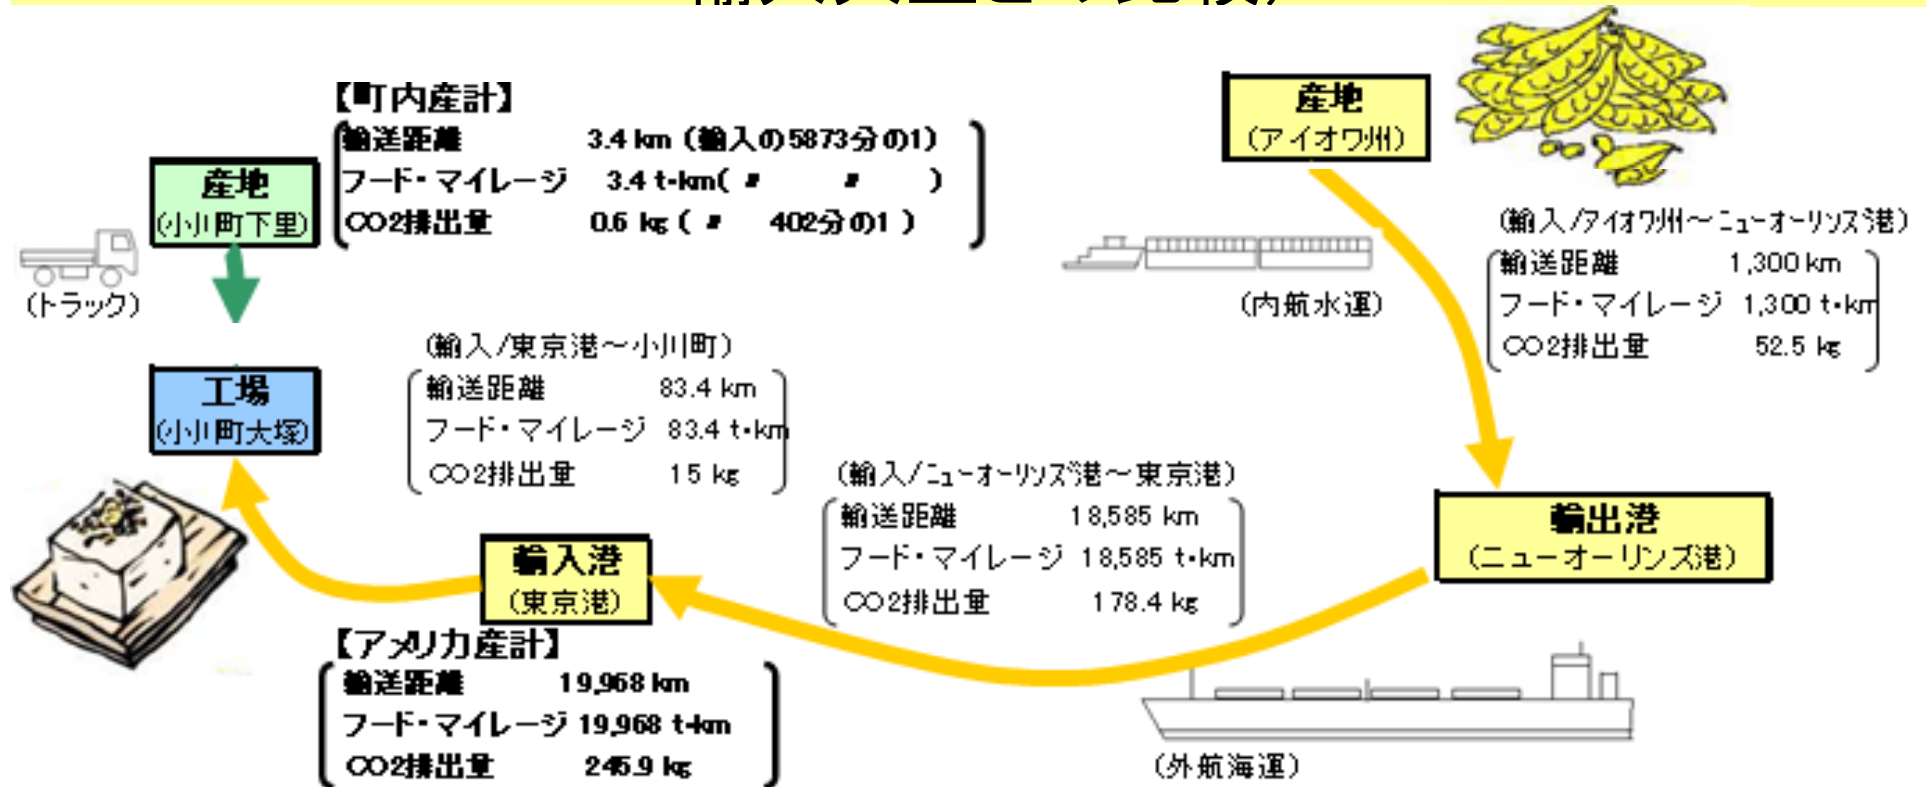 【町内産計】
輸送距離 3.4 km (輸入の5873分の1)
フード・マイレージ 3.4 t・km( 〃 〃 )
CO2排出量 0.6 kg ( 〃 402分の1 )
産地
(小川町下里)
(トラック)
工場
(小川町大塚)
(輸入/東京港～小川町)
輸送距離 83.4 km
フード・マイレージ 83.4 t・km
CO2排出量 15 kg
産地
(アイオワ州)
(内航水運)
(輸入/アイオワ州～ニューオーリンズ港)
輸送距離 1,300 km
フード・マイレージ 1,300 t・km
CO2排出量 52.5 kg
(輸入/ニューオーリンズ港～東京港)
輸送距離 18,585 km
フード・マイレージ 18,585 t・km
CO2排出量 178.4 kg
輸出港
(ニューオーリンズ港)
輸入港
(東京港)
【アメリカ産計】
輸送距離 19,968 km
フード・マイレージ 19,968 t・km
CO2排出量 245.9 kg
(外航海運)